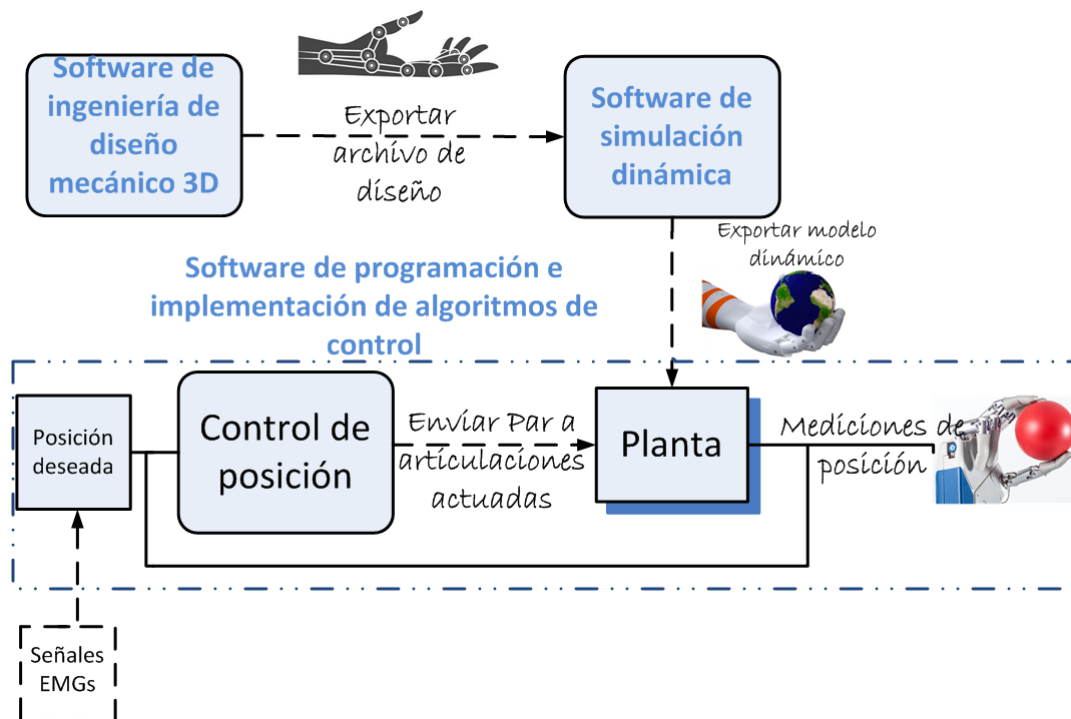 Software de
ingeniería de
diseño
mecánico 3D
Exportar
archivo de
diseño
Software de
simulación
dinámica
Exportar modelo
dinámico
Software de programación e
implementación de algoritmos de
control
Posición
deseada
Control de
posición
Enviar Par a
articulaciones
actuadas
Planta
Mediciones de
posición
Señales
EMGs